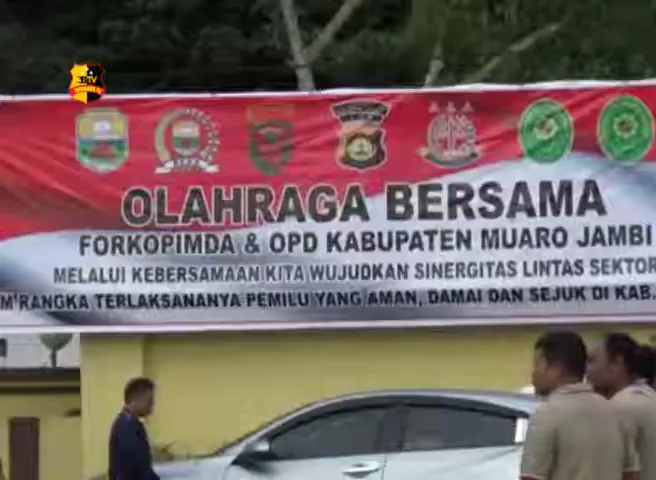 OLAHRAGA BERSAMA
FORKOPIMDA & OPD KABUPATEN MUARO JAMBI
MELALUI KEBERSAMAAN KITA WUJUDKAN SINERGITAS LINTAS SEKTOR
M'RANGKA TERLAKSANANYA PEMILU YANG AMAN, DAMAI DAN SEJUK DI KAB.